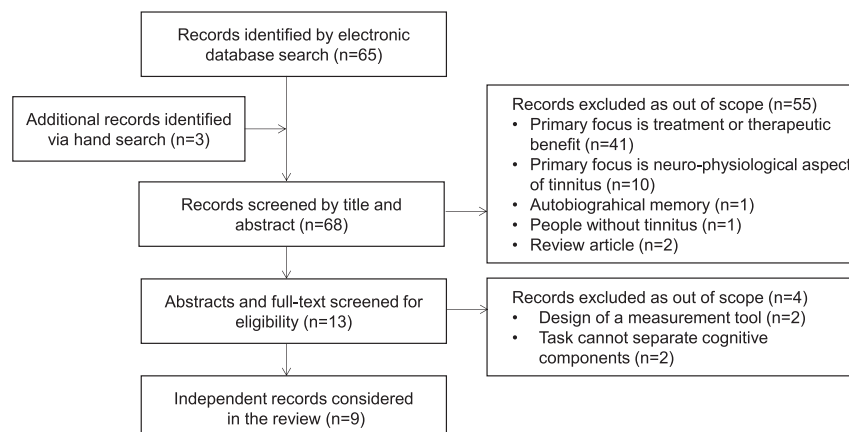 Records identified by electronic
database search (n=65)
Additional records identified
via hand search (n=3)
Records screened by title and
abstract (n=68)
Records excluded as out of scope (n=55)
• Primary focus is treatment or therapeutic
benefit (n=41)
• Primary focus is neuro-physiological aspect
of tinnitus (n=10)
• Autobiograhical memory (n=1)
• People without tinnitus (n=1)
• Review article (n=2)
Abstracts and full-text screened for
eligibility (n=13)
Records excluded as out of scope (n=4)
• Design of a measurement tool (n=2)
• Task cannot separate cognitive
components (n=2)
Independent records considered
in the review (n=9)